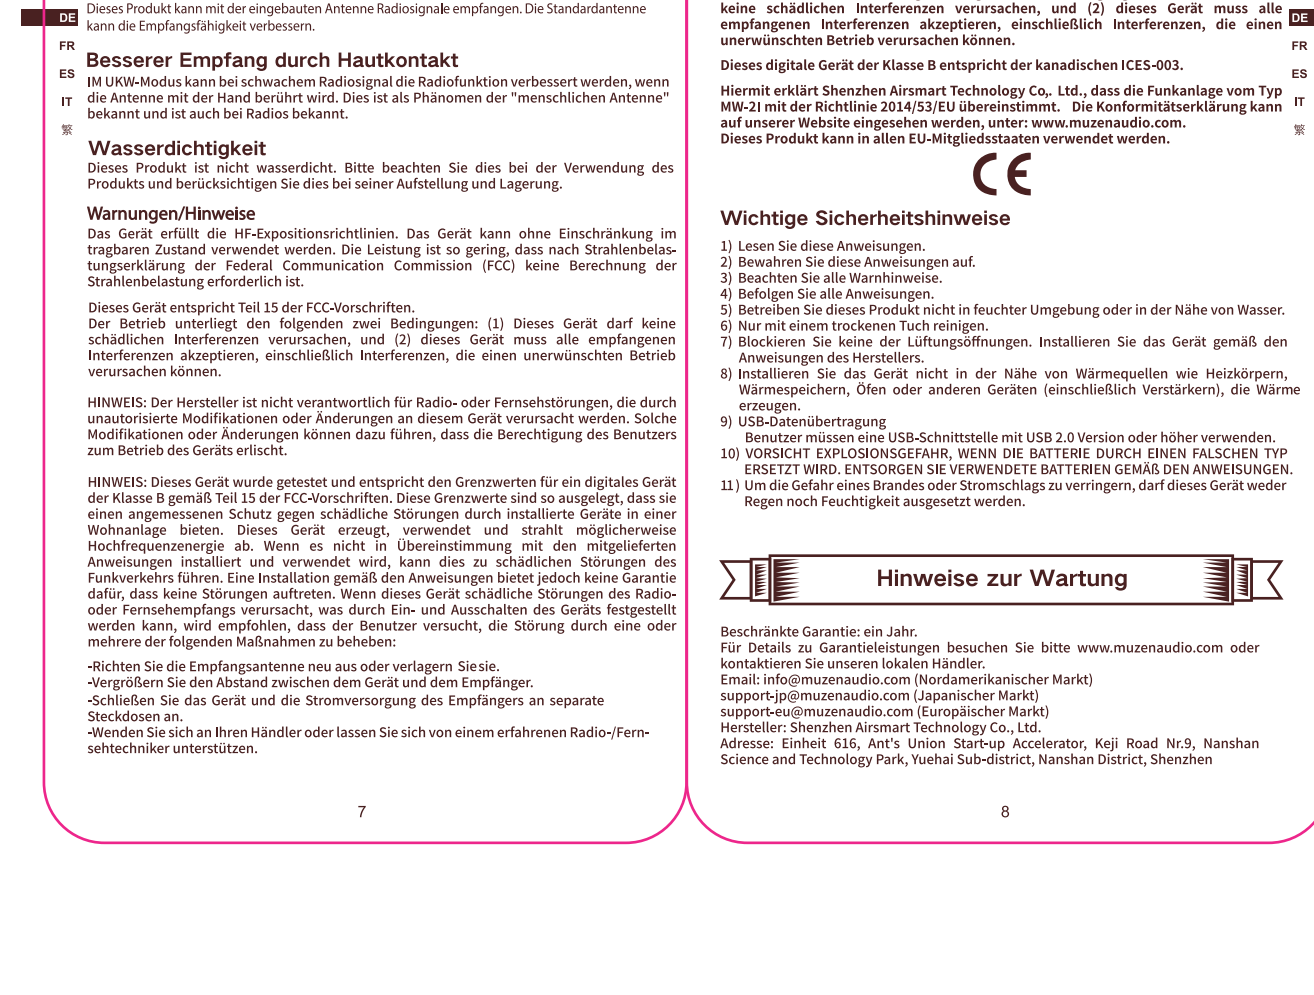 Dieses Produkt kann mit der eingebauten Antenne Radiosignale empfangen. Die Standardantenne
kann die Empfangsfähigkeit verbessern.
DE
FR
ES
IT
繁
Besserer Empfang durch Hautkontakt
IM UKW-Modus kann bei schwachem Radiosignal die Radiofunktion verbessert werden, wenn
die Antenne mit der Hand berührt wird. Dies ist als Phänomen der "menschlichen Antenne"
bekannt und ist auch bei Radios bekannt.
Wasserdichtigkeit
Dieses Produkt ist nicht wasserdicht. Bitte beachten Sie dies bei der Verwendung des
Produkts und berücksichtigen Sie dies bei seiner Aufstellung und Lagerung.
Warnungen/Hinweise
Das Gerät erfüllt die HF-Expositionsrichtlinien. Das Gerät kann ohne Einschränkung im
tragbaren Zustand verwendet werden. Die Leistung ist so gering, dass nach Strahlenbelas-
tungserklärung der Federal Communication Commission (FCC) keine Berechnung der
Strahlenbelastung erforderlich ist.
Dieses Gerät entspricht Teil 15 der FCC-Vorschriften.
Der Betrieb unterliegt den folgenden zwei Bedingungen: (1) Dieses Gerät darf keine
schädlichen Interferenzen verursachen, und (2) dieses Gerät muss alle empfangenen
Interferenzen akzeptieren, einschließlich Interferenzen, die einen unerwünschten Betrieb
verursachen können.
HINWEIS: Der Hersteller ist nicht verantwortlich für Radio- oder Fernsehstörungen, die durch
unautorisierte Modifikationen oder Änderungen an diesem Gerät verursacht werden. Solche
Modifikationen oder Änderungen können dazu führen, dass die Berechtigung des Benutzers
zum Betrieb des Geräts erlischt.
HINWEIS: Dieses Gerät wurde getestet und entspricht den Grenzwerten für ein digitales Gerät
der Klasse B gemäß Teil 15 der FCC-Vorschriften. Diese Grenzwerte sind so ausgelegt, dass sie
einen angemessenen Schutz gegen schädliche Störungen durch installierte Geräte in einer
Wohnanlage bieten. Dieses Gerät erzeugt, verwendet und strahlt möglicherweise
Hochfrequenzenergie ab. Wenn es nicht in Übereinstimmung mit den mitgelieferten
Anweisungen installiert und verwendet wird, kann dies zu schädlichen Störungen des
Funkverkehrs führen. Eine Installation gemäß den Anweisungen bietet jedoch keine Garantie
dafür, dass keine Störungen auftreten. Wenn dieses Gerät schädliche Störungen des Radio-
oder Fernsehempfangs verursacht, was durch Ein- und Ausschalten des Geräts festgestellt
werden kann, wird empfohlen, dass der Benutzer versucht, die Störung durch eine oder
mehrere der folgenden Maßnahmen zu beheben:
-Richten Sie die Empfangsantenne neu aus oder verlagern Sie sie.
-Vergrößern Sie den Abstand zwischen dem Gerät und dem Empfänger.
-Schließen Sie das Gerät und die Stromversorgung des Empfängers an separate
Steckdosen an.
-Wenden Sie sich an Ihren Händler oder lassen Sie sich von einem erfahrenen Radio-/Fern-
sehtechniker unterstützen.
7
keine schädlichen Interferenzen verursachen, und (2) dieses Gerät muss alle
empfangenen Interferenzen akzeptieren, einschließlich Interferenzen, die einen
unerwünschten Betrieb verursachen können.
Dieses digitale Gerät der Klasse B entspricht der kanadischen ICES-003.
Hiermit erklärt Shenzhen Airsmart Technology Co,. Ltd., dass die Funkanlage vom Typ
MW-2I mit der Richtlinie 2014/53/EU übereinstimmt. Die Konformitätserklärung kann
auf unserer Website eingesehen werden, unter: www.muzenaudio.com.
Dieses Produkt kann in allen EU-Mitgliedsstaaten verwendet werden.
CE
DE
FR
ES
IT
繁
Wichtige Sicherheitshinweise
1) Lesen Sie diese Anweisungen.
2) Bewahren Sie diese Anweisungen auf.
3) Beachten Sie alle Warnhinweise.
4) Befolgen Sie alle Anweisungen.
5) Betreiben Sie dieses Produkt nicht in feuchter Umgebung oder in der Nähe von Wasser.
6) Nur mit einem trockenen Tuch reinigen.
7) Blockieren Sie keine der Lüftungsöffnungen. Installieren Sie das Gerät gemäß den
Anweisungen des Herstellers.
8) Installieren Sie das Gerät nicht in der Nähe von Wärmequellen wie Heizkörpern,
Wärmespeichern, Öfen oder anderen Geräten (einschließlich Verstärkern), die Wärme
erzeugen.
9) USB-Datenübertragung
Benutzer müssen eine USB-Schnittstelle mit USB 2.0 Version oder höher verwenden.
10) VORSICHT EXPLOSIONSGEFAHR, WENN DIE BATTERIE DURCH EINEN FALSCHEN TYP
ERSETZT WIRD. ENTSORGEN SIE VERWENDETE BATTERIEN GEMÄß DEN ANWEISUNGEN.
11) Um die Gefahr eines Brandes oder Stromschlags zu verringern, darf dieses Gerät weder
Regen noch Feuchtigkeit ausgesetzt werden.
Hinweise zur Wartung
Beschränkte Garantie: ein Jahr.
Für Details zu Garantieleistungen besuchen Sie bitte www.muzenaudio.com oder
kontaktieren Sie unseren lokalen Händler.
Email: info@muzenaudio.com (Nordamerikanischer Markt)
support-jp@muzenaudio.com (Japanischer Markt)
support-eu@muzenaudio.com (Europäischer Markt)
Hersteller: Shenzhen Airsmart Technology Co., Ltd.
Adresse: Einheit 616, Ant's Union Start-up Accelerator, Keji Road Nr.9, Nanshan
Science and Technology Park, Yuehai Sub-district, Nanshan District, Shenzhen
8